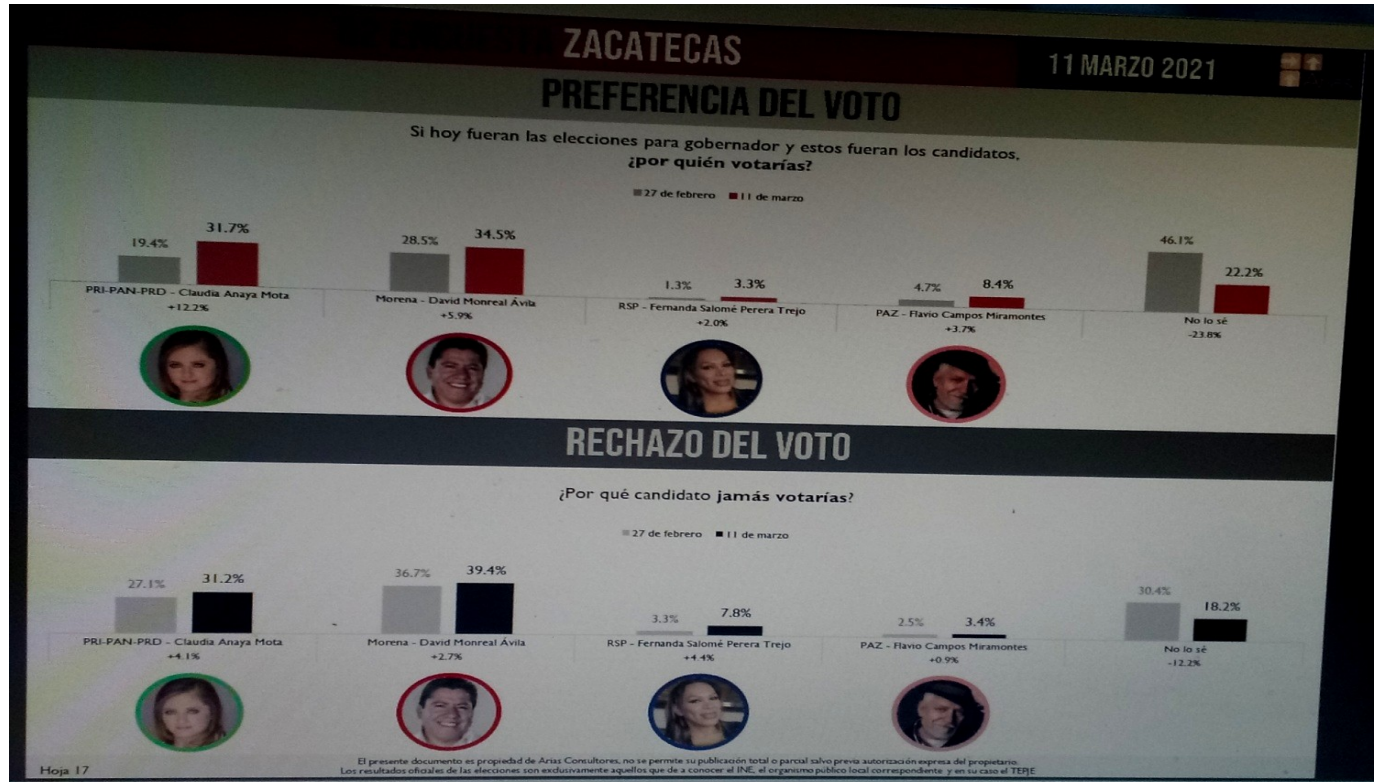 ZACATECAS
11 MARZO 2021
PREFERENCIA DEL VOTO
Si hoy fueran las elecciones para gobernador y estos fueran los candidatos,
¿por quién votarías?
27 de febrero 11 de marzo
19.4% 31.7% 28.5% 34.5% 1.3% 3.3% 4.7% 8.4% 46.1% 22.2%
PRI-PAN-PRD - Claudia Anaya Mota Morena - David Monreal Ávila RSP - Fernanda Salomé Perera Trejo PAZ - Flavio Campos Miramontes No lo sé
+12.2% +5.9% +2.0% +3.7% -23.8%
RECHAZO DEL VOTO
¿Por qué candidato jamás votarías?
27 de febrero 11 de marzo
27.1% 31.2% 36.7% 39.4% 3.3% 7.8% 2.5% 3.4% 30.4% 18.2%
PRI-PAN-PRD - Claudia Anaya Mota Morena - David Monreal Ávila RSP - Fernanda Salomé Perera Trejo PAZ - Flavio Campos Miramontes No lo sé
+4.1% +2.7% +4.4% +0.9% -12.2%
El presente documento es propiedad de Arias Consultores, no se permite su publicación total o parcial salvo previa autorización expresa del propietario.
Hoja 17 Los resultados oficiales de las elecciones son exclusivamente aquellos que de a conocer el INE, el organismo público local correspondiente y en su caso el TEPJE